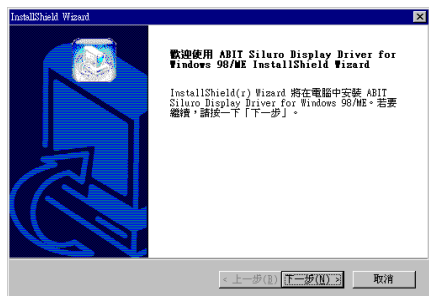 InstallShield Wizard
歡迎使用 ABIT Siluro Display Driver for
Windows 98/ME InstallShield Wizard
InstallShield(r) Wizard 將在電腦中安裝 ABIT
Siluro Display Driver for Windows 98/ME。若要
繼續，請按一下「下一步」。
< 上一步(B)
下一步(N) >
取消